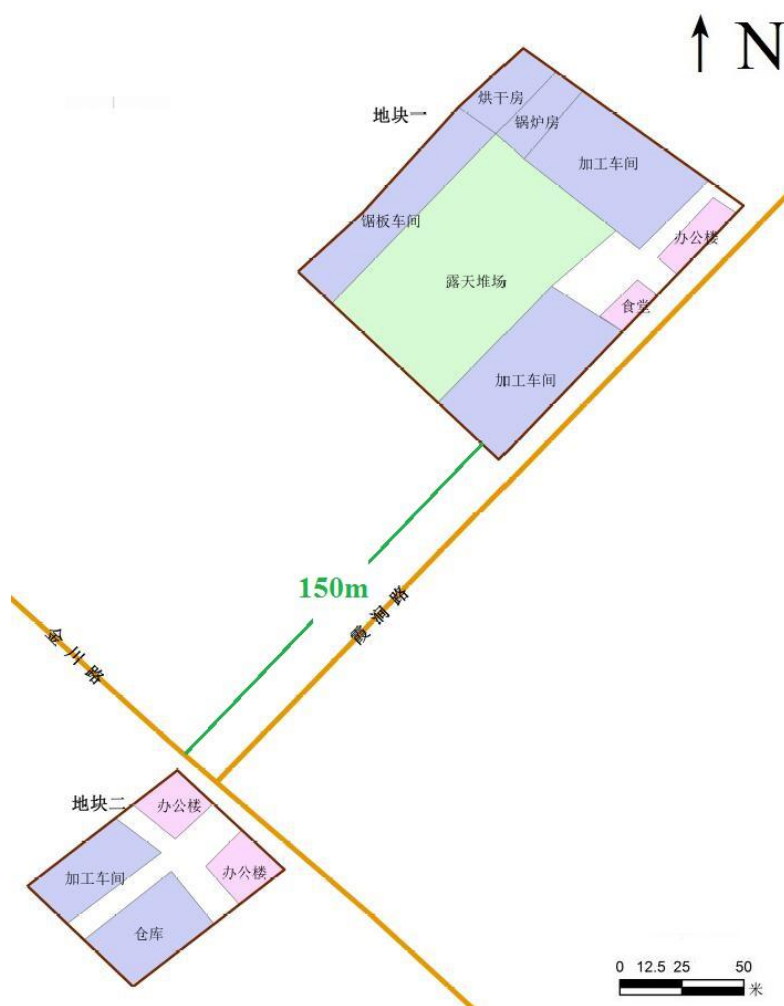 N
烘干房
地块一
锅炉房
加工车间
锯板车间
办公楼
露天堆场
食堂
加工车间
150m
霞涧路
金川路
地块二
办公楼
加工车间
办公楼
仓库
0 12.5 25 50
米